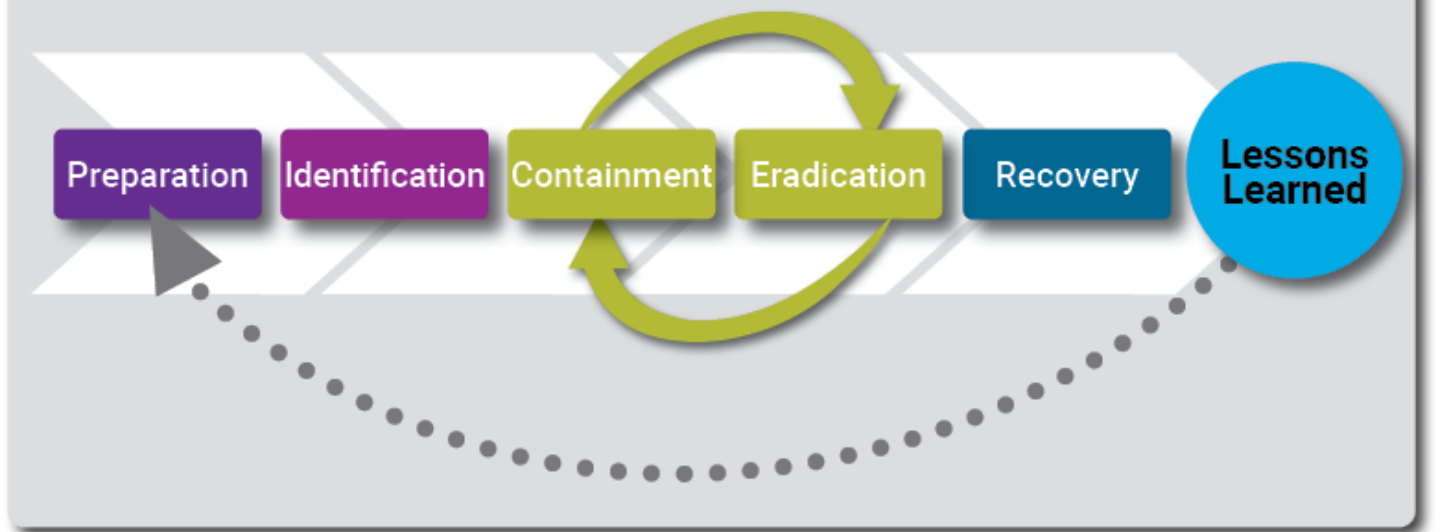 Preparation
Identification
Containment
Eradication
Recovery
Lessons
Learned